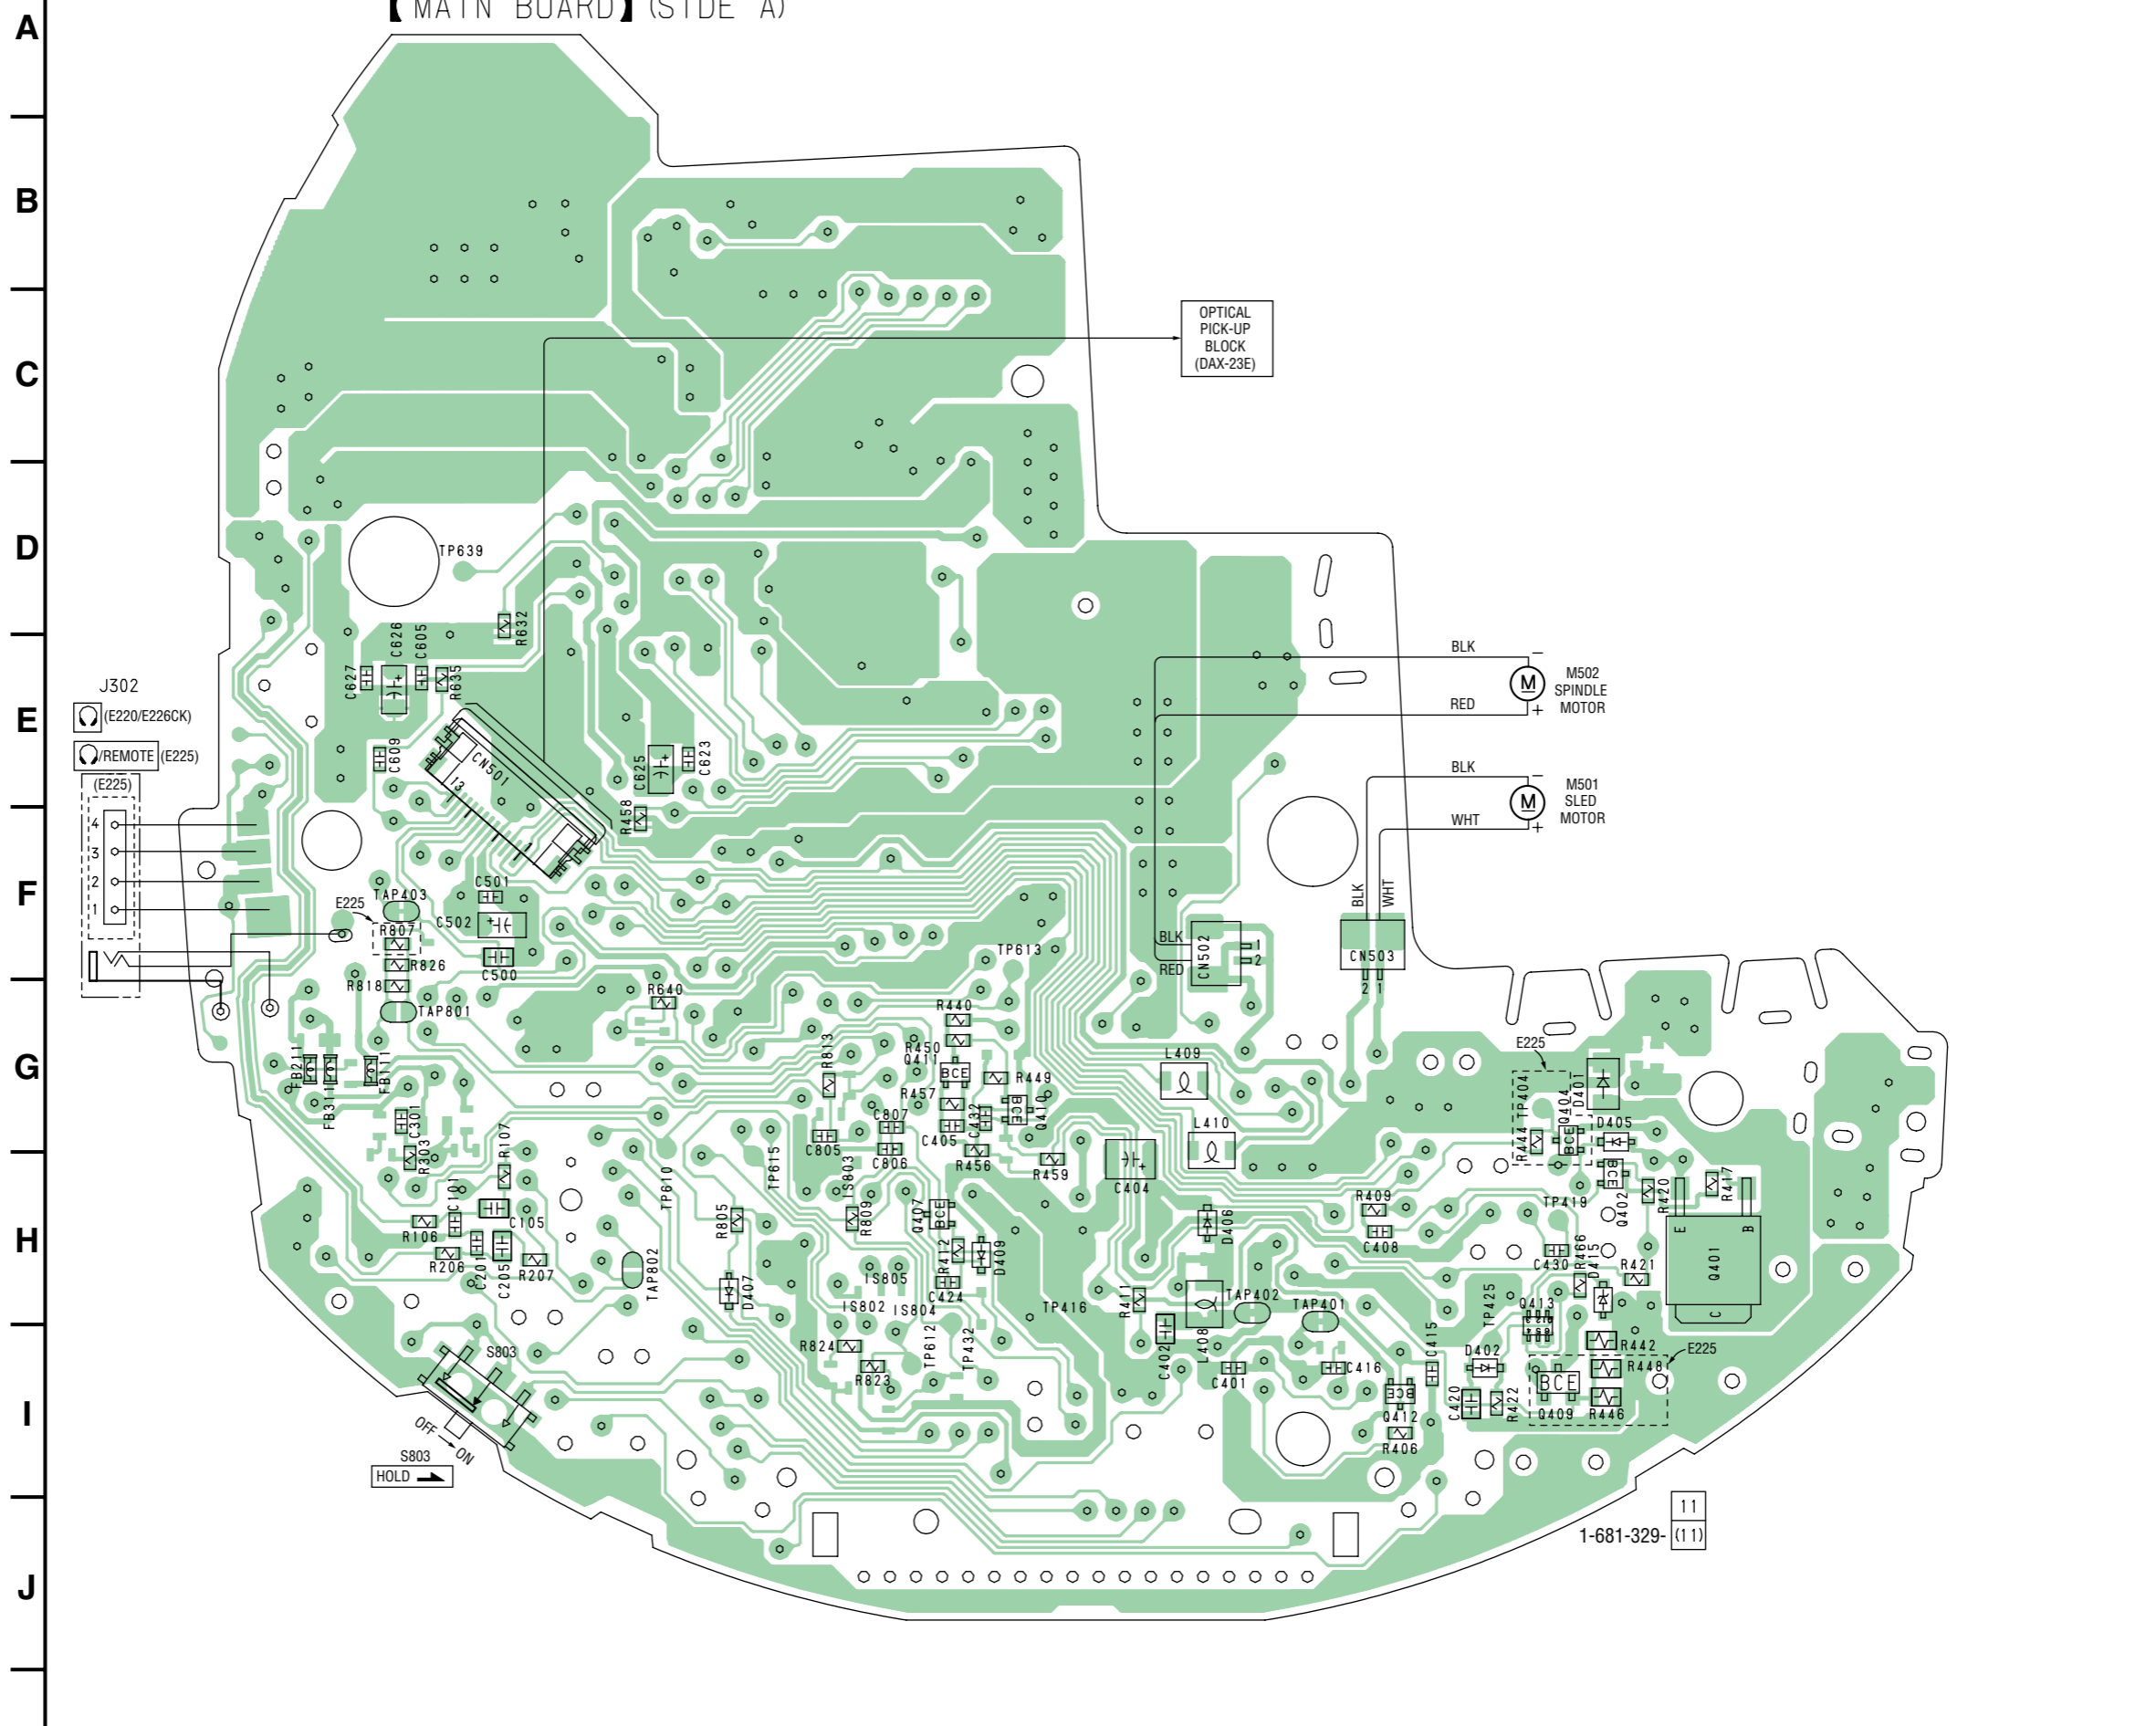 【MAIN BOARD】(SIDE A)
A
B
C
D
E
F
G
H
I
J
OPTICAL
PICK-UP
BLOCK
(DAX-23E)
TP639
R632
C626
C605
C627
R635
J302
(E220/E226CK)
/REMOTE (E225)
(E225)
4
3
2
1
C609
CN501
13
1
C625
C623
R458
BLK
RED
M
M502
SPINDLE
MOTOR
BLK
WHT
M
M501
SLED
MOTOR
BLK
WHT
TAP403
E225
C501
C502
R807
R826
C500
R818
TAP801
R640
TP613
BLK
RED
CN502
1
2
CN503
2 1
R440
R450
Q411
BCE
R813
R449
R457
C432
BCE
Q410
C807
C405
C805
C806
R456
R459
L409
L410
C404
FB211
FB311
FB111
C301
R303
R107
E225
TP404
Q404
D401
R444
BCE
D405
BCE
Q402
R420
R417
TP610
TP615
IS803
C101
C105
R106
R206
C201
C205
R207
R805
R809
Q407
BCE
R412
D409
D406
R409
C408
TP419
C430
R466
D415
R421
E
B
Q401
C
TAP802
D407
IS805
C424
IS802
IS804
TP416
R411
TAP402
TAP401
TP425
Q413
R442
S803
R824
R823
TP612
TP432
C402
L408
C401
C416
C415
D402
R448
E225
BCE
Q412
R406
C420
R422
BCE
Q409
R446
OFF
ON
S803
HOLD
11
1-681-329-
(11)